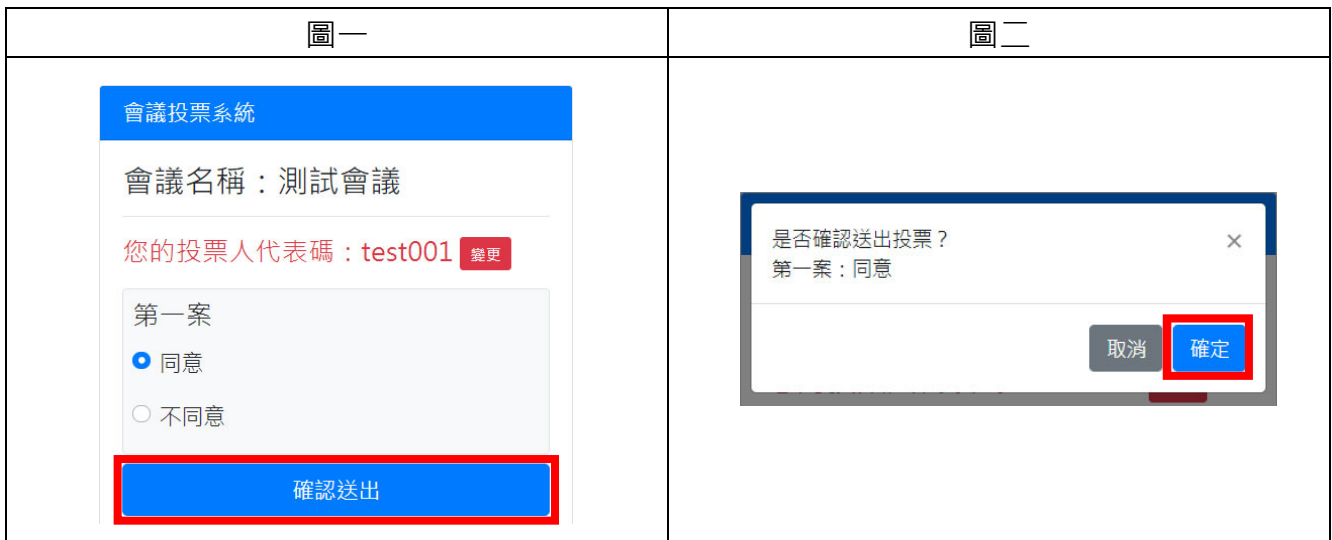 圖一
圖二
會議投票系統
會議名稱：測試會議
您的投票人代表碼：test001 變更
第一案
同意
不同意
確認送出
是否確認送出投票？ ×
第一案：同意
取消 確定